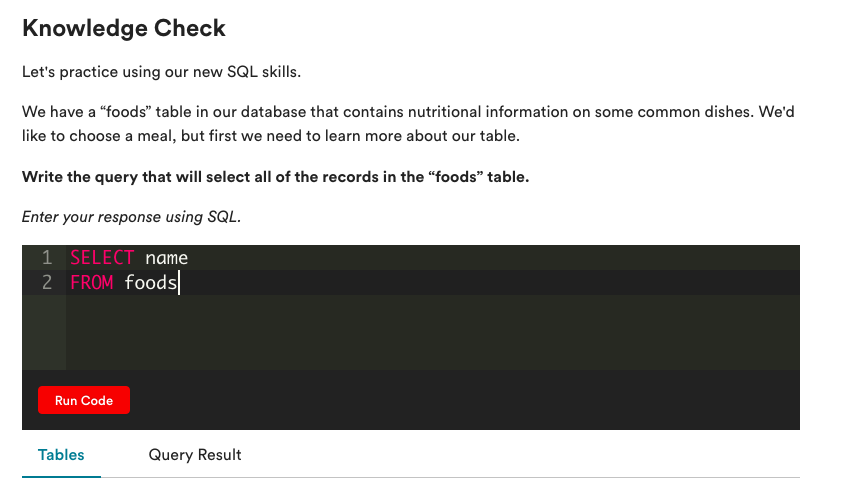 Knowledge Check
Let's practice using our new SQL skills.
We have a “foods” table in our database that contains nutritional information on some common dishes. We'd
like to choose a meal, but first we need to learn more about our table.
Write the query that will select all of the records in the “foods” table.
Enter your response using SQL.
1 SELECT name
2 FROM foods
Run Code
Tables Query Result